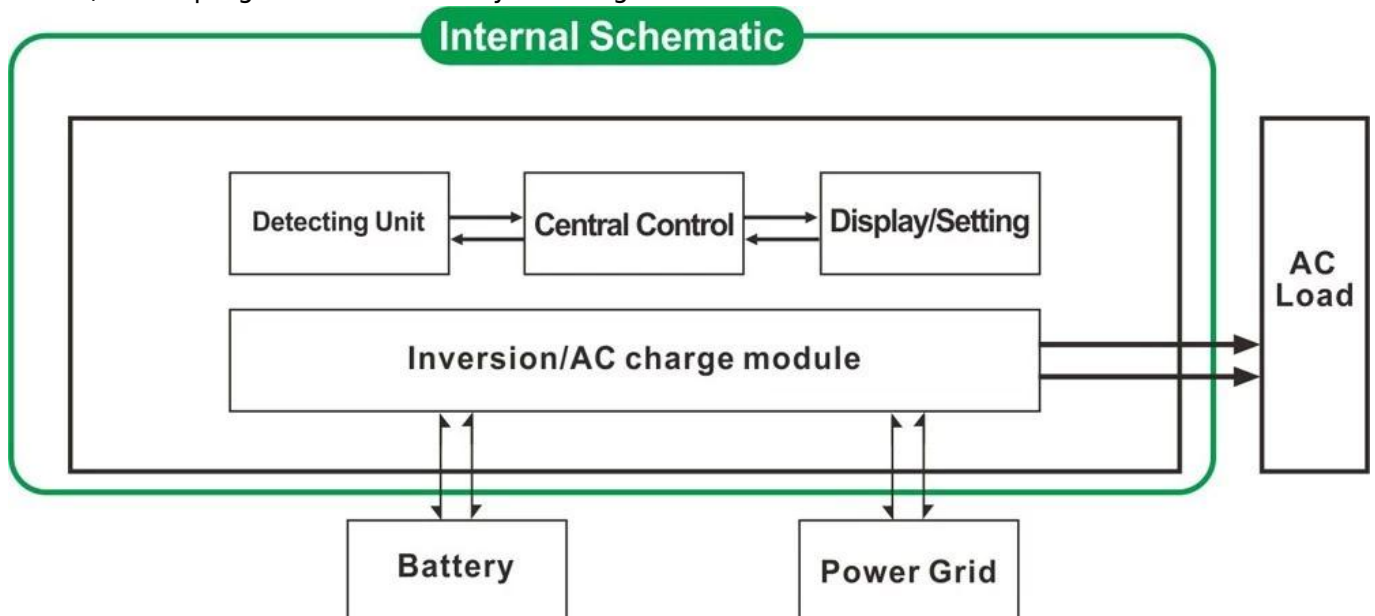 Internal Schematic
Detecting Unit
Central Control
Display/Setting
AC
Load
Inversion/AC charge module
Battery
Power Grid